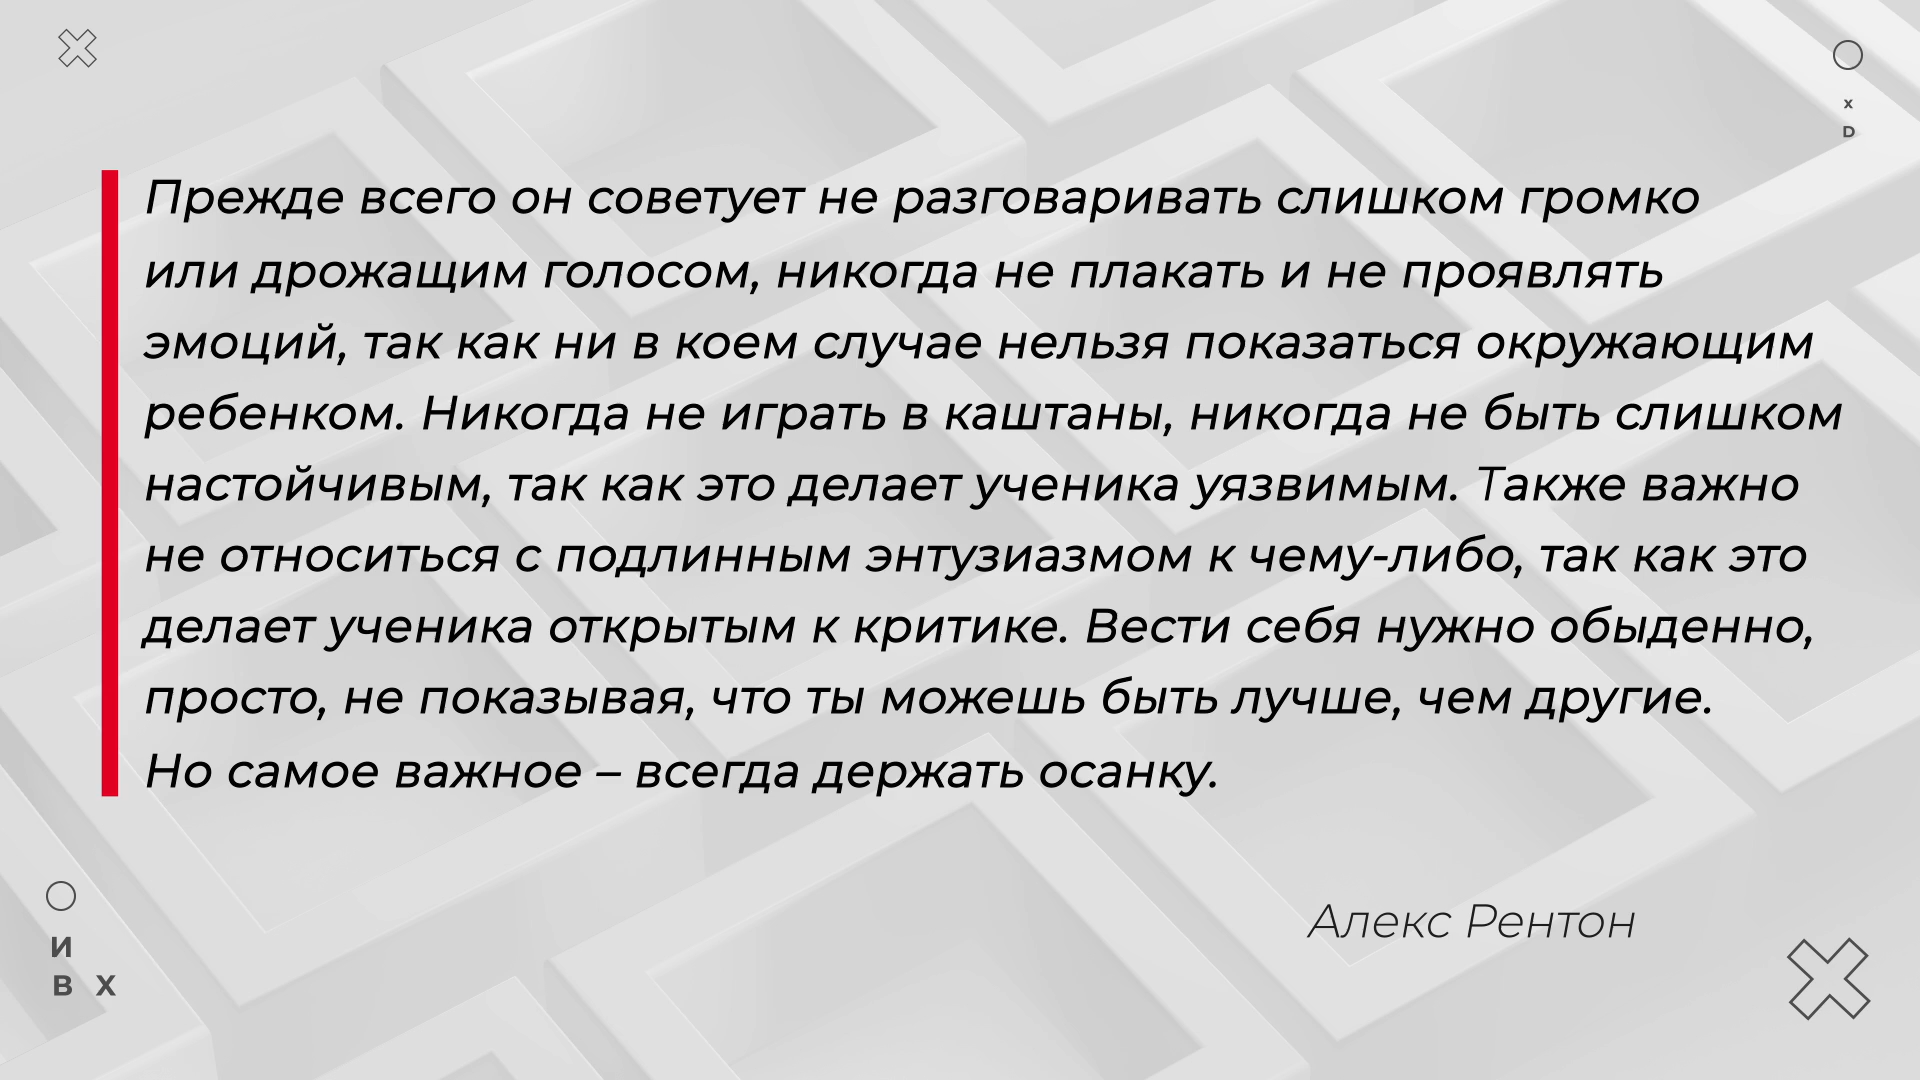 x
D
Прежде всего он советует не разговаривать слишком громко
или дрожащим голосом, никогда не плакать и не проявлять
эмоций, так как ни в коем случае нельзя показаться окружающим
ребенком. Никогда не играть в каштаны, никогда не быть слишком
настойчивым, так как это делает ученика уязвимым. Также важно
не относиться с подлинным энтузиазмом к чему-либо, так как это
делает ученика открытым к критике. Вести себя нужно обыденно,
просто, не показывая, что ты можешь быть лучше, чем другие.
Но самое важное – всегда держать осанку.
Алекс Рентон
И
В Х